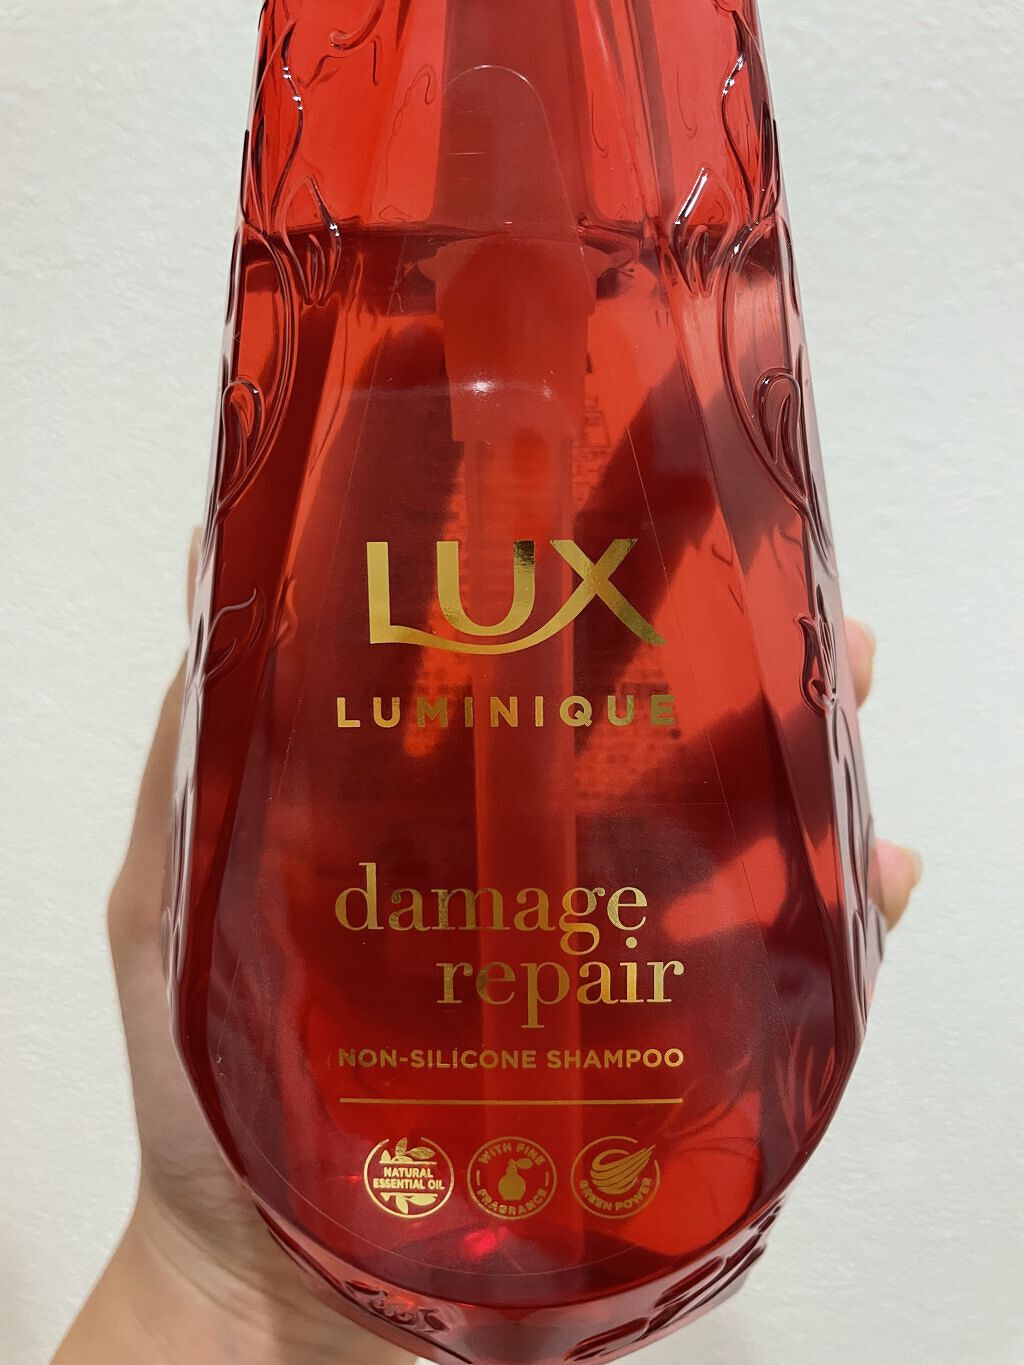 LUX
LUMINIQUE
damage
repair
NON-SILICONE SHAMPOO
NATURAL
ESSENTIAL OIL
WITH FINE
FRAGRANCE
GREEN POWER